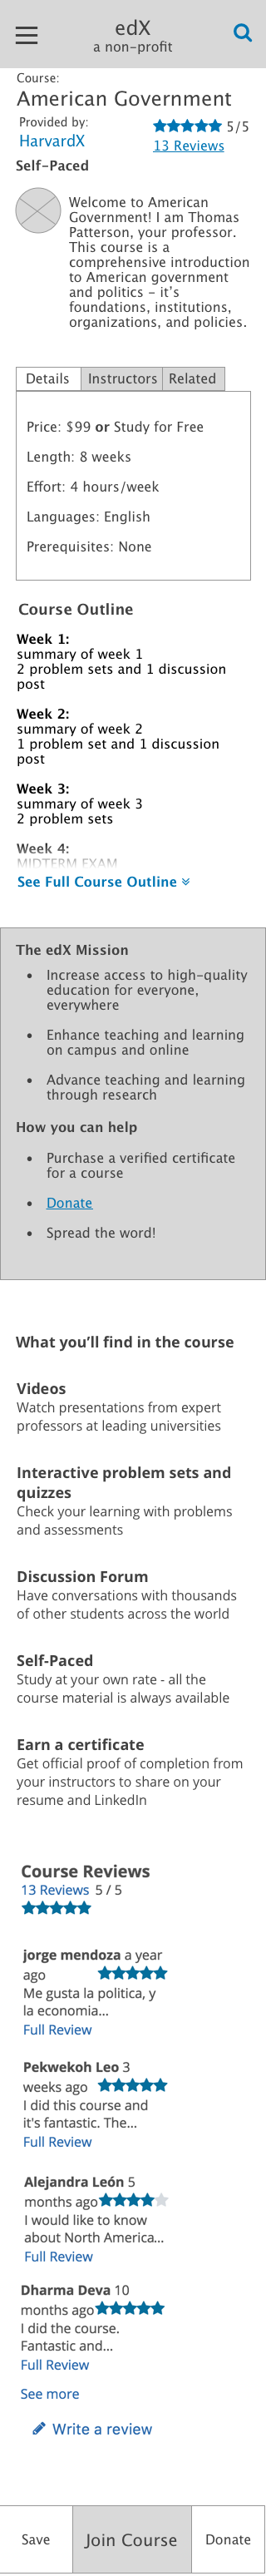 edX
a non-profit
Course:
American Government
Provided by:
HarvardX
5/5
13 Reviews
Self-Paced
Welcome to American
Government! I am Thomas
Patterson, your professor.
This course is a
comprehensive introduction
to American government
and politics - it's
foundations, institutions,
organizations, and policies.
Details Instructors Related
Price: $99 or Study for Free
Length: 8 weeks
Effort: 4 hours/week
Languages: English
Prerequisites: None
Course Outline
Week 1:
summary of week 1
2 problem sets and 1 discussion
post
Week 2:
summary of week 2
1 problem set and 1 discussion
post
Week 3:
summary of week 3
2 problem sets
Week 4:
MIDTERM EXAM
See Full Course Outline
The edX Mission
• Increase access to high-quality
education for everyone,
everywhere
• Enhance teaching and learning
on campus and online
• Advance teaching and learning
through research
How you can help
• Purchase a verified certificate
for a course
• Donate
• Spread the word!
What you'll find in the course
Videos
Watch presentations from expert
professors at leading universities
Interactive problem sets and
quizzes
Check your learning with problems
and assessments
Discussion Forum
Have conversations with thousands
of other students across the world
Self-Paced
Study at your own rate - all the
course material is always available
Earn a certificate
Get official proof of completion from
your instructors to share on your
resume and LinkedIn
Course Reviews
13 Reviews 5 / 5
jorge mendoza a year
ago
Me gusta la politica, y
la economia...
Full Review
Pekwekoh Leo 3
weeks ago
I did this course and
it's fantastic. The...
Full Review
Alejandra León 5
months ago
I would like to know
about North America...
Full Review
Dharma Deva 10
months ago
I did the course.
Fantastic and...
Full Review
See more
Write a review
Save Join Course Donate